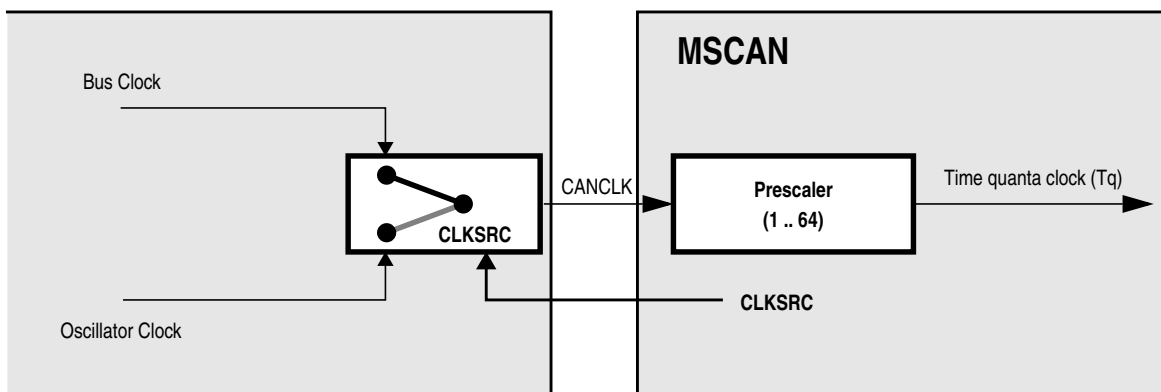 MSCAN
Bus Clock
CLKSRC
CANCLK
Prescaler
(1 .. 64)
Time quanta clock (Tq)
CLKSRC
Oscillator Clock